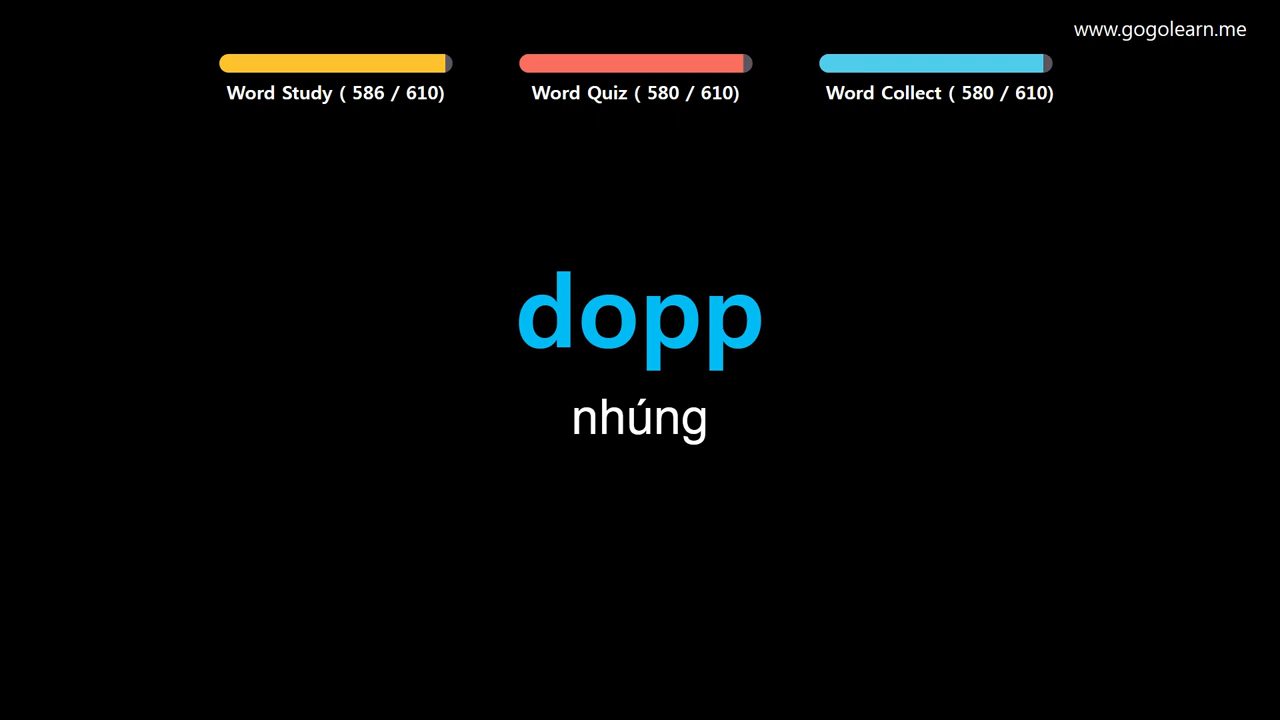 www.gogolearn.me
Word Study ( 586 / 610)
Word Quiz ( 580 / 610)
Word Collect ( 580 / 610)
dopp
nhúng